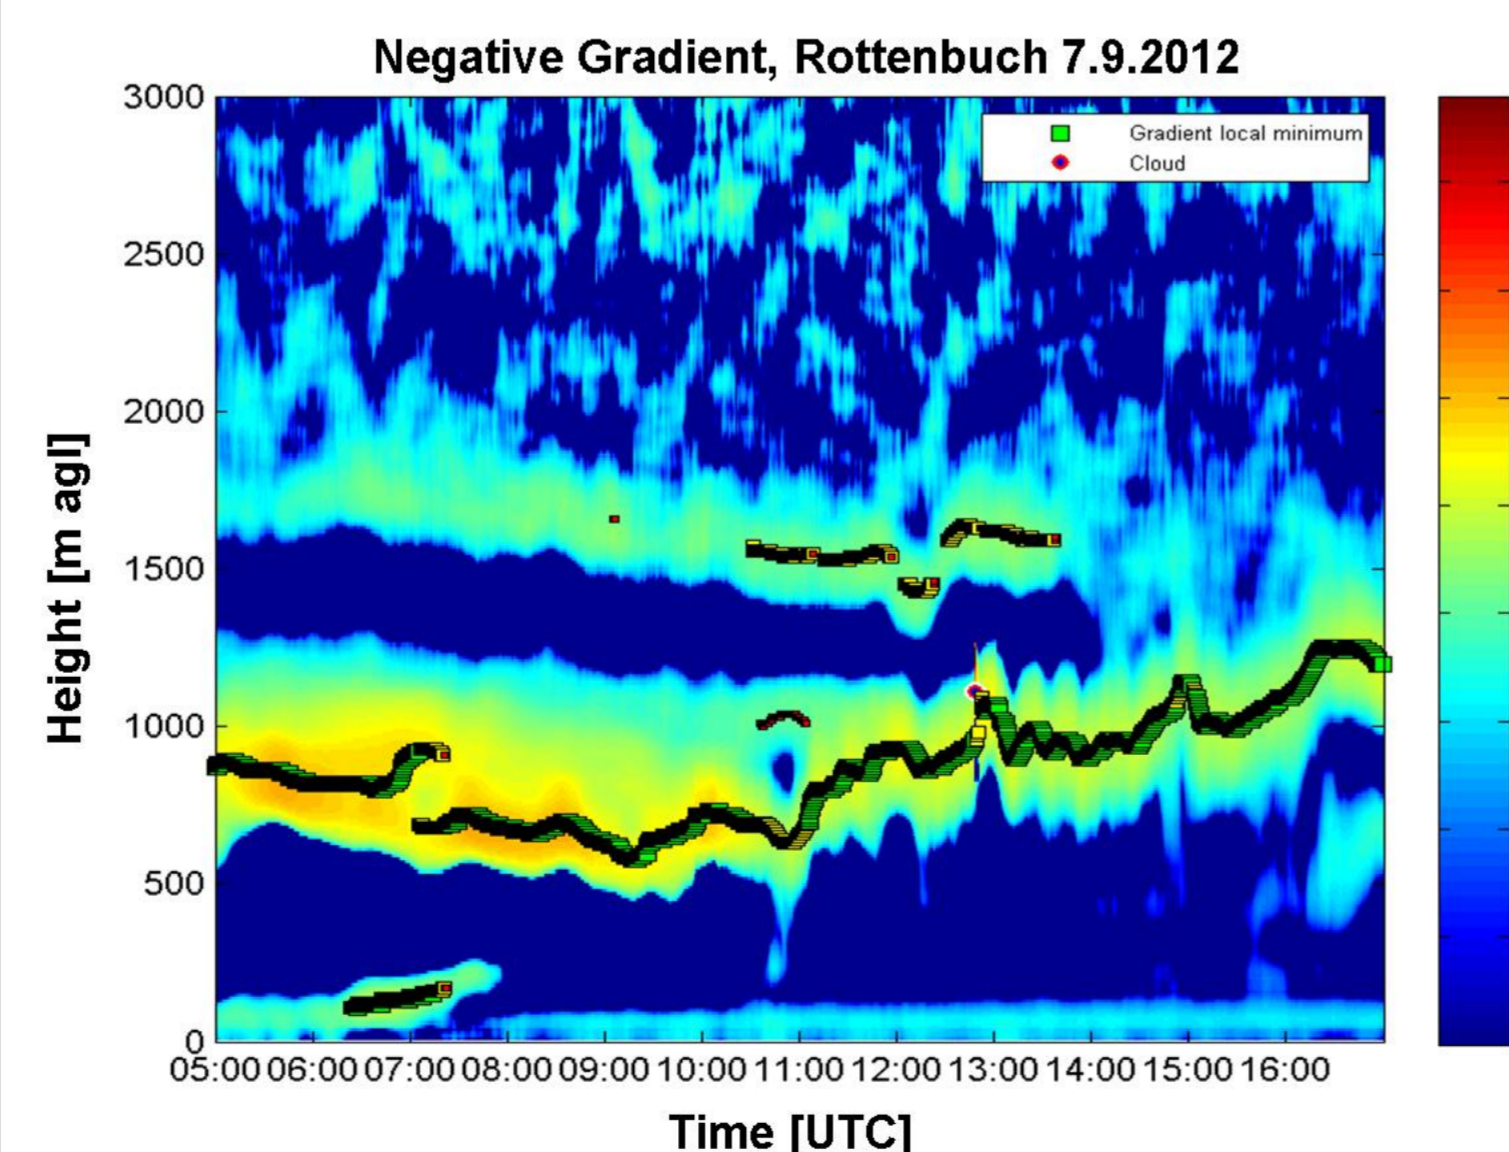 Negative Gradient, Rottenbuch 7.9.2012
Gradient local minimum
Cloud
3000
2500
2000
1500
1000
500
0
Height [m agl]
05:00 06:00 07:00 08:00 09:00 10:00 11:00 12:00 13:00 14:00 15:00 16:00
Time [UTC]